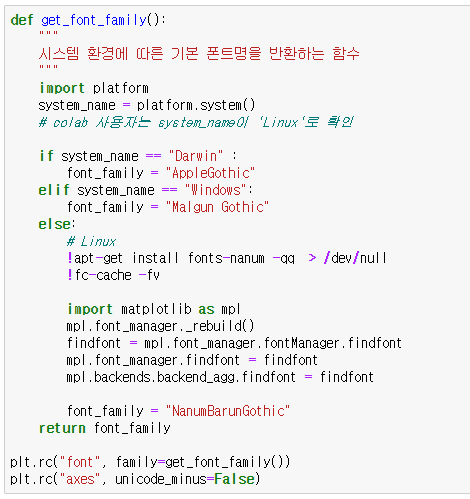 def get_font_family():
    """
    시스템 환경에 따른 기본 폰트명을 반환하는 함수
    """
    import platform
    system_name = platform.system()
    # colab 사용자는 system_name이 'Linux'로 확인

    if system_name == "Darwin" :
        font_family = "AppleGothic"
    elif system_name == "Windows":
        font_family = "Malgun Gothic"
    else:
        # Linux
        !apt-get install fonts-nanum -qq  > /dev/null
        !fc-cache -fv

        import matplotlib as mpl
        mpl.font_manager._rebuild()
        findfont = mpl.font_manager.fontManager.findfont
        mpl.font_manager.findfont = findfont
        mpl.backends.backend_agg.findfont = findfont

        font_family = "NanumBarunGothic"
    return font_family

plt.rc("font", family=get_font_family())
plt.rc("axes", unicode_minus=False)